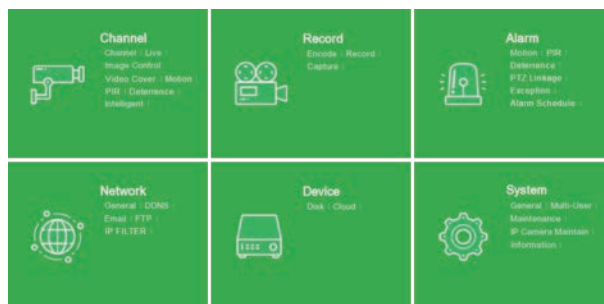 Channel
Channel | Live |
Image Control
Video Cover | Motion
PIR | Deterrence |
Intelligent
Record
Encode | Record |
Capture |
Alarm
Motion | PIR |
Deterrence |
PTZ Linkage |
Exception |
Alarm Schedule |
Network
General | DDNS
Email | FTP |
IP FILTER |
Device
Disk | Cloud |
System
General | Multi-User
Maintenance |
IP Camera Maintain |
Information |